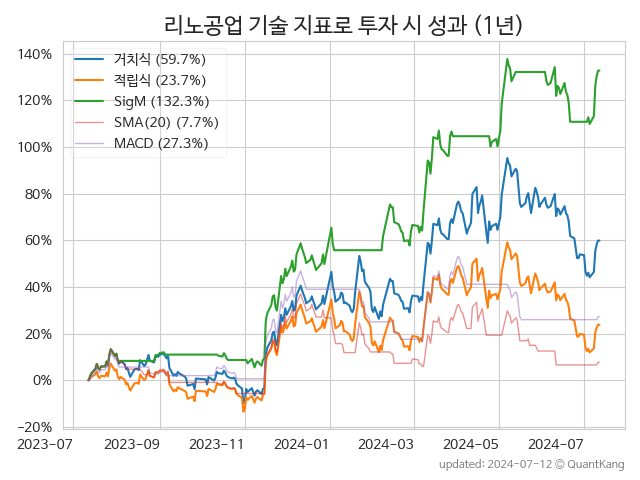 리노공업 기술 지표로 투자 시 성과 (1년)
거치식 (59.7%)
적립식 (23.7%)
SigM (132.3%)
SMA(20) (7.7%)
MACD (27.3%)
140%
120%
100%
80%
60%
40%
20%
0%
−20%
2023-07 2023-09 2023-11 2024-01 2024-03 2024-05 2024-07
updated: 2024-07-12 © QuantKang